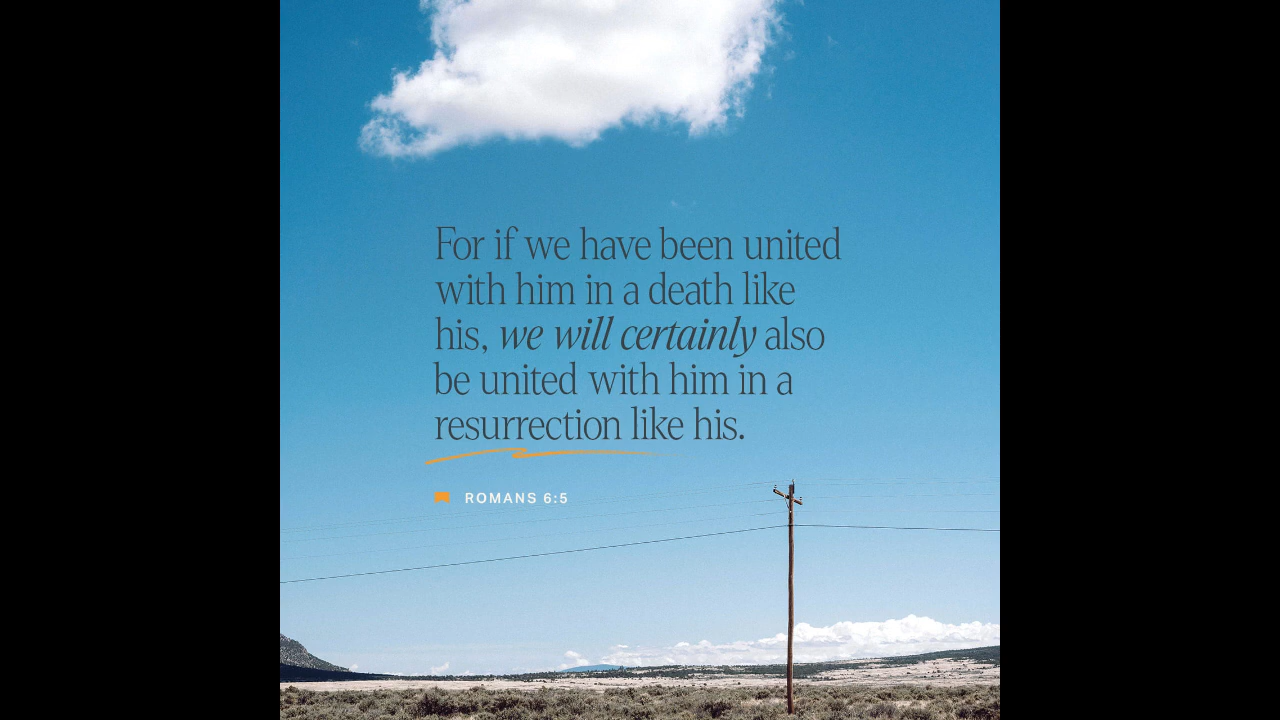 For if we have been united
with him in a death like
his, we will certainly also
be united with him in a
resurrection like his.
ROMANS 6:5